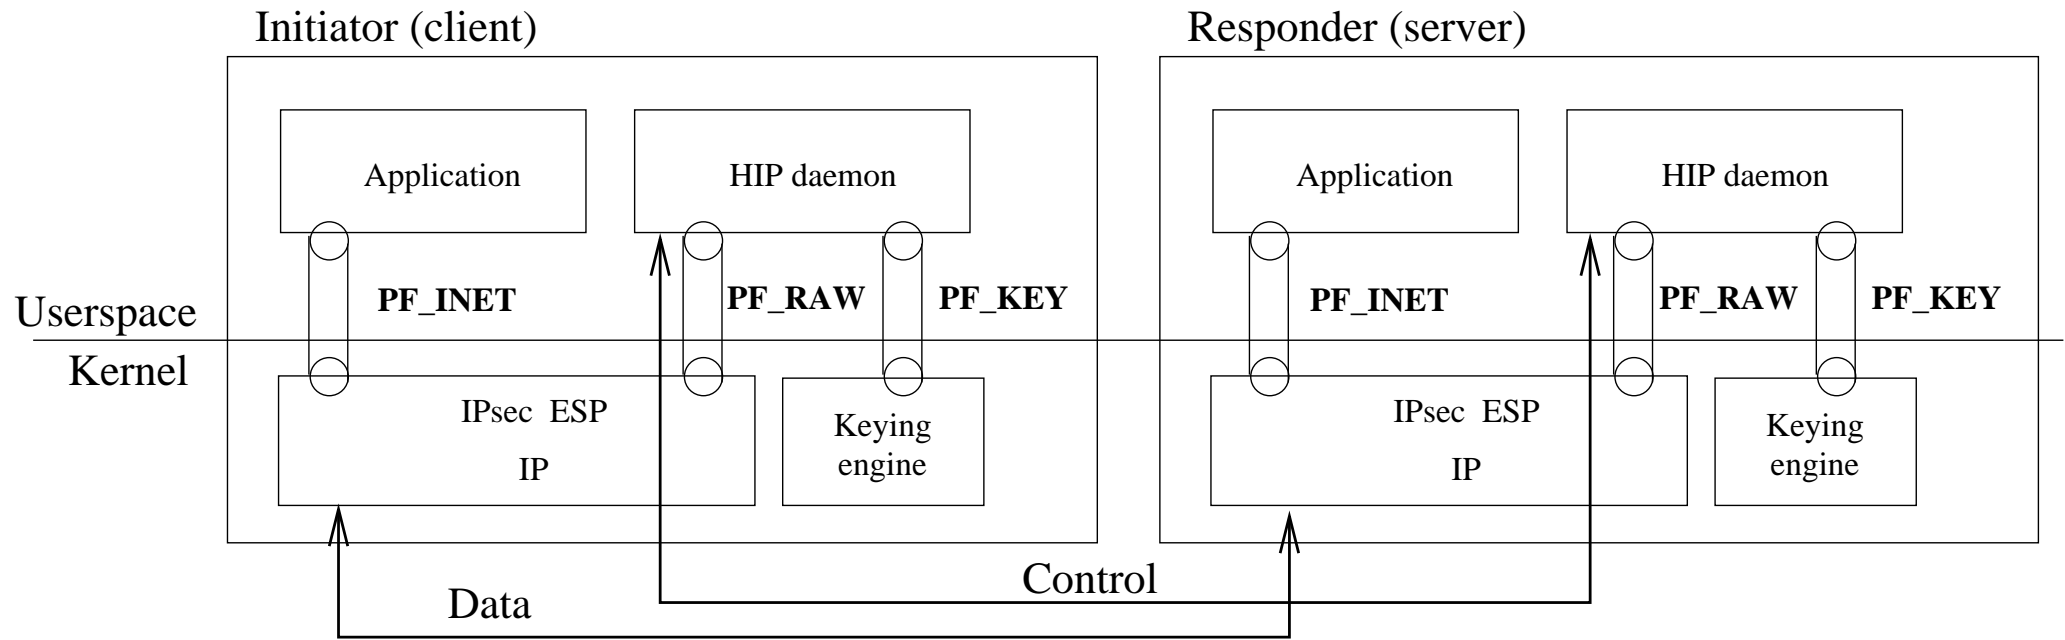 Initiator (client)
Responder (server)
Application
HIP daemon
Application
HIP daemon
PF_INET
PF_RAW
PF_KEY
PF_INET
PF_RAW
PF_KEY
Userspace
Kernel
IPsec ESP
IP
Keying
engine
IPsec ESP
IP
Keying
engine
Control
Data